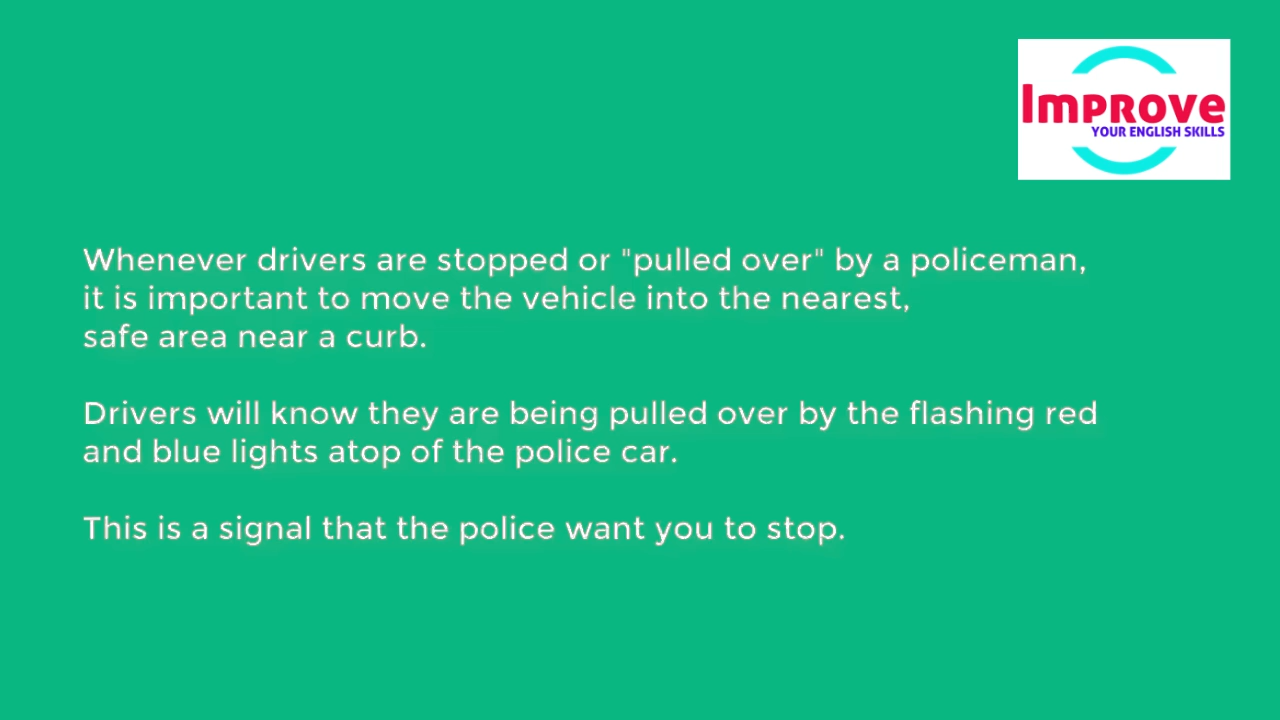 Improve
YOUR ENGLISH SKILLS
Whenever drivers are stopped or "pulled over" by a policeman,
it is important to move the vehicle into the nearest,
safe area near a curb.
Drivers will know they are being pulled over by the flashing red
and blue lights atop of the police car.
This is a signal that the police want you to stop.